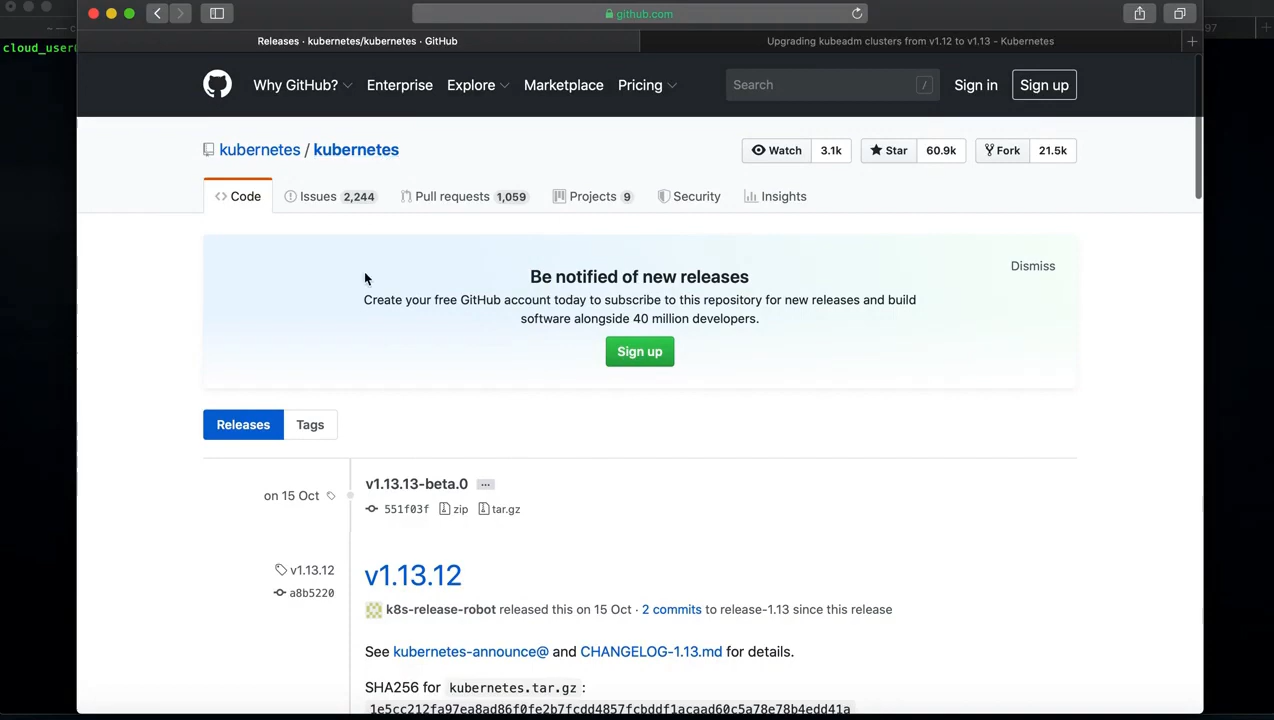 github.com
97
cloud_user
Releases · kubernetes/kubernetes · GitHub
Upgrading kubeadm clusters from v1.12 to v1.13 - Kubernetes
Why GitHub? Enterprise Explore Marketplace Pricing Search / Sign in Sign up
kubernetes / kubernetes
Watch 3.1k Star 60.9k Fork 21.5k
Code Issues 2,244 Pull requests 1,059 Projects 9 Security Insights
Be notified of new releases
Dismiss
Create your free GitHub account today to subscribe to this repository for new releases and build
software alongside 40 million developers.
Sign up
Releases Tags
on 15 Oct
v1.13.13-beta.0 ...
551f03f zip tar.gz
v1.13.12
a8b5220
v1.13.12
k8s-release-robot released this on 15 Oct · 2 commits to release-1.13 since this release
See kubernetes-announce@ and CHANGELOG-1.13.md for details.
SHA256 for kubernetes.tar.gz :
1e5cc212fa97ea8ad86f0fe2b7fcdd4857fcbddf1acaad60c5a78e78b4edd41a